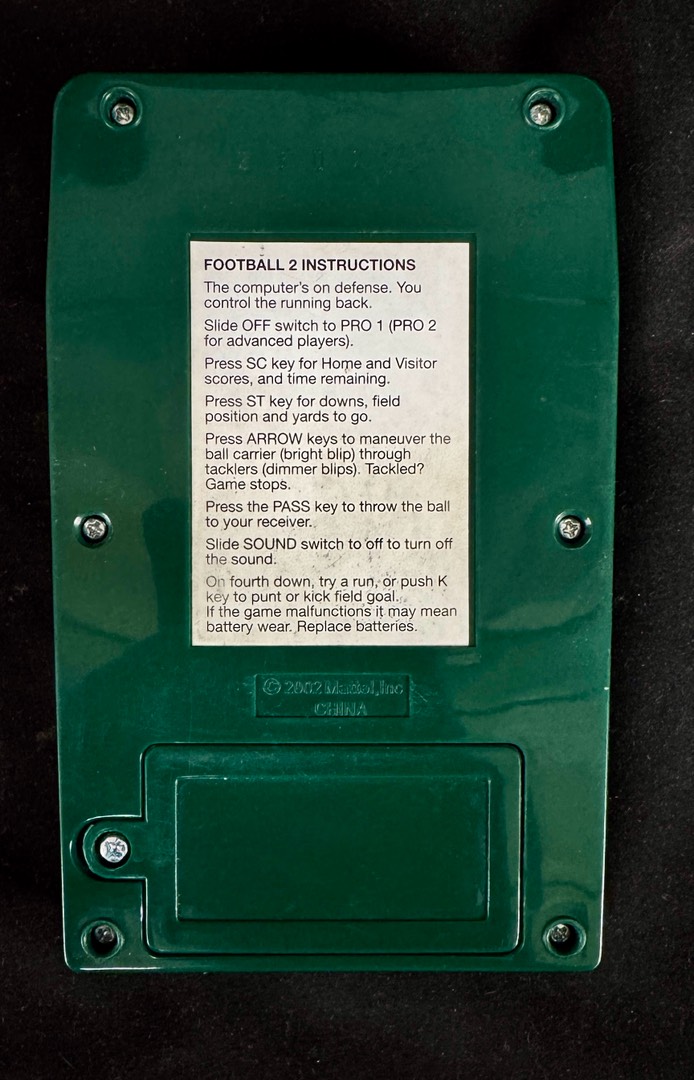 FOOTBALL 2 INSTRUCTIONS
The computer's on defense. You
control the running back.
Slide OFF switch to PRO 1 (PRO 2
for advanced players).
Press SC key for Home and Visitor
scores, and time remaining.
Press ST key for downs, field
position and yards to go.
Press ARROW keys to maneuver the
ball carrier (bright blip) through
tacklers (dimmer blips). Tackled?
Game stops.
Press the PASS key to throw the ball
to your receiver.
Slide SOUND switch to off to turn off
the sound.
On fourth down, try a run, or push K
key to punt or kick field goal.
If the game malfunctions it may mean
battery wear. Replace batteries.
© 2002 Mattel, Inc
CHINA